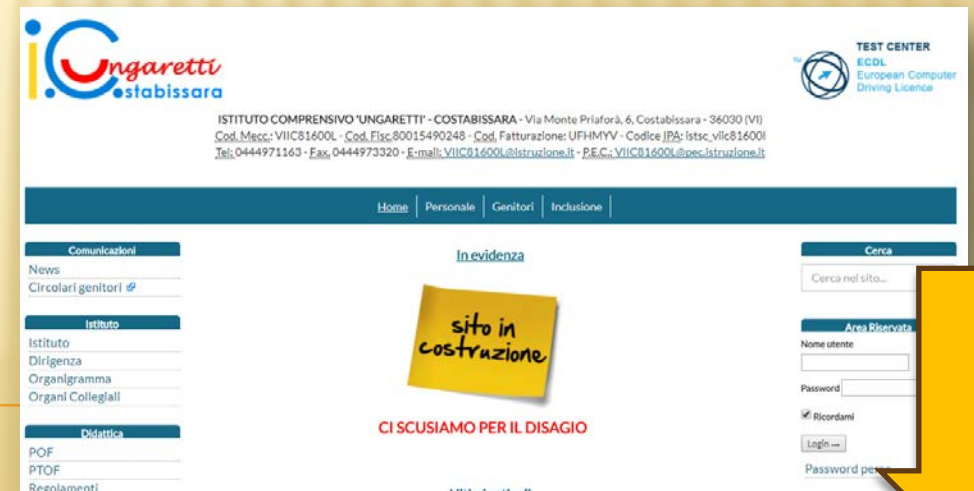 Ungaretti
Costabissara
TEST CENTER
ECDL
European Computer
Driving Licence
ISTITUTO COMPRENSIVO 'UNGARETTI' - COSTABISSARA - Via Monte Priaforà, 6, Costabissara - 36030 (VI)
Cod. Mecc.: VIIC81600L - Cod. Fisc.80015490248 - Cod. Fatturazione: UFHMYV - Codice IPA: istsc_viic81600l
Tel: 0444971163 - Fax. 0444973320 - E-mail: VIIC81600L@istruzione.it - P.E.C.: VIIC81600L@pec.istruzione.it
Home Personale Genitori Inclusione
Comunicazioni
News
Circolari genitori
Istituto
Istituto
Dirigenza
Organigramma
Organi Collegiali
Didattica
POF
PTOF
Regolamenti
In evidenza
sito in
costruzione
CI SCUSIAMO PER IL DISAGIO
Cerca
Cerca nel sito...
Area Riservata
Nome utente
Password
Ricordami
Login →
Password